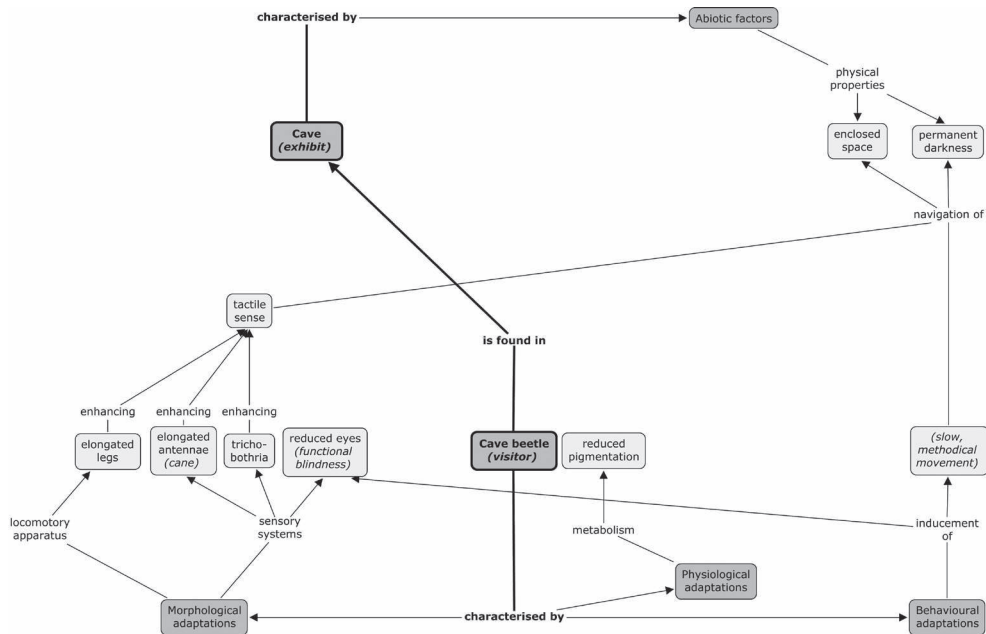 characterised by
Abiotic factors
physical
properties
Cave
(exhibit)
enclosed
space
permanent
darkness
navigation of
tactile
sense
is found in
enhancing
enhancing
enhancing
elongated
legs
elongated
antennae
(cane)
tricho-
bothria
reduced eyes
(functional
blindness)
Cave beetle
(visitor)
reduced
pigmentation
(slow,
methodical
movement)
locomotory
apparatus
sensory
systems
metabolism
inducement
of
Physiological
adaptations
Morphological
adaptations
characterised by
Behavioural
adaptations